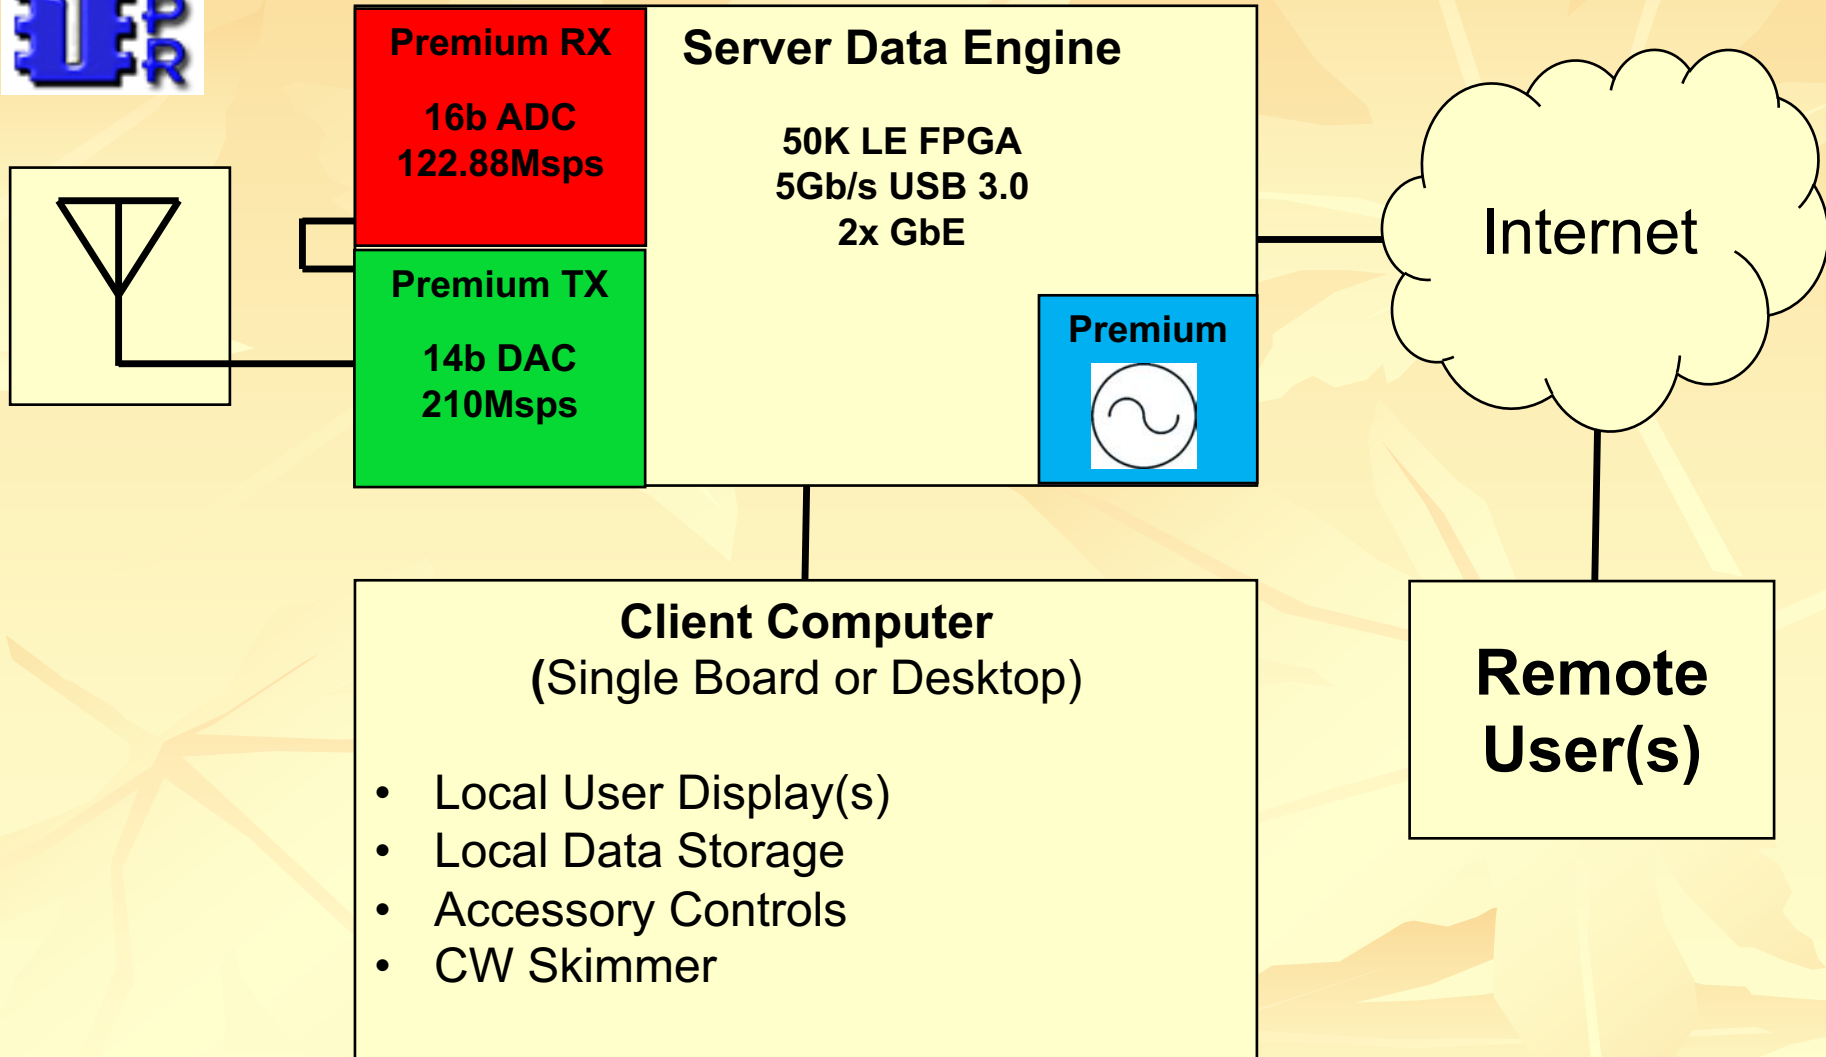 P
R
Premium RX
16b ADC
122.88Msps
Server Data Engine
50K LE FPGA
5Gb/s USB 3.0
2x GbE
Premium TX
14b DAC
210Msps
Premium
Internet
Client Computer
(Single Board or Desktop)
• Local User Display(s)
• Local Data Storage
• Accessory Controls
• CW Skimmer
Remote
User(s)